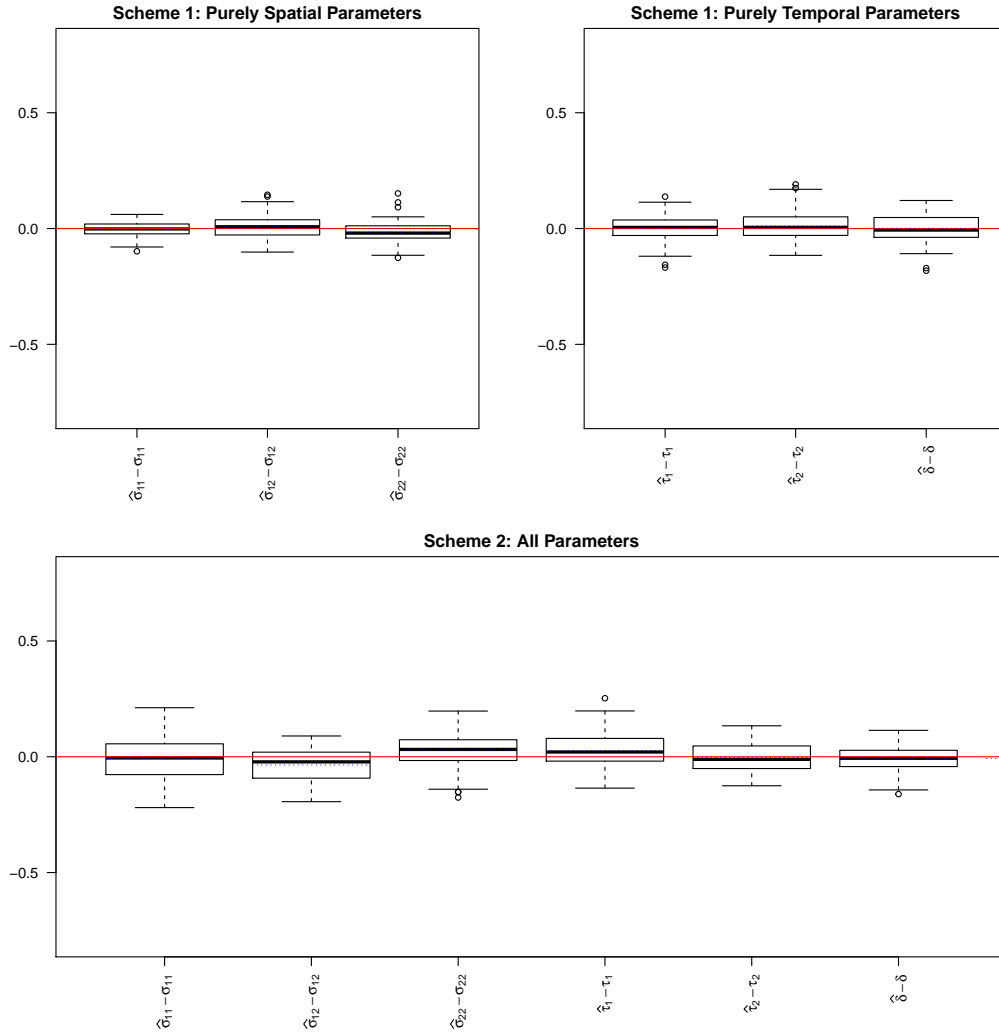 Scheme 1: Purely Spatial Parameters
0.5
0.0
−0.5
σ̂₁₁ − σ₁₁
σ̂₁₂ − σ₁₂
σ̂₂₂ − σ₂₂
Scheme 1: Purely Temporal Parameters
0.5
0.0
−0.5
τ̂₁ − τ₁
τ̂₂ − τ₂
δ̂ − δ
Scheme 2: All Parameters
0.5
0.0
−0.5
σ̂₁₁ − σ₁₁
σ̂₁₂ − σ₁₂
σ̂₂₂ − σ₂₂
τ̂₁ − τ₁
τ̂₂ − τ₂
δ̂ − δ